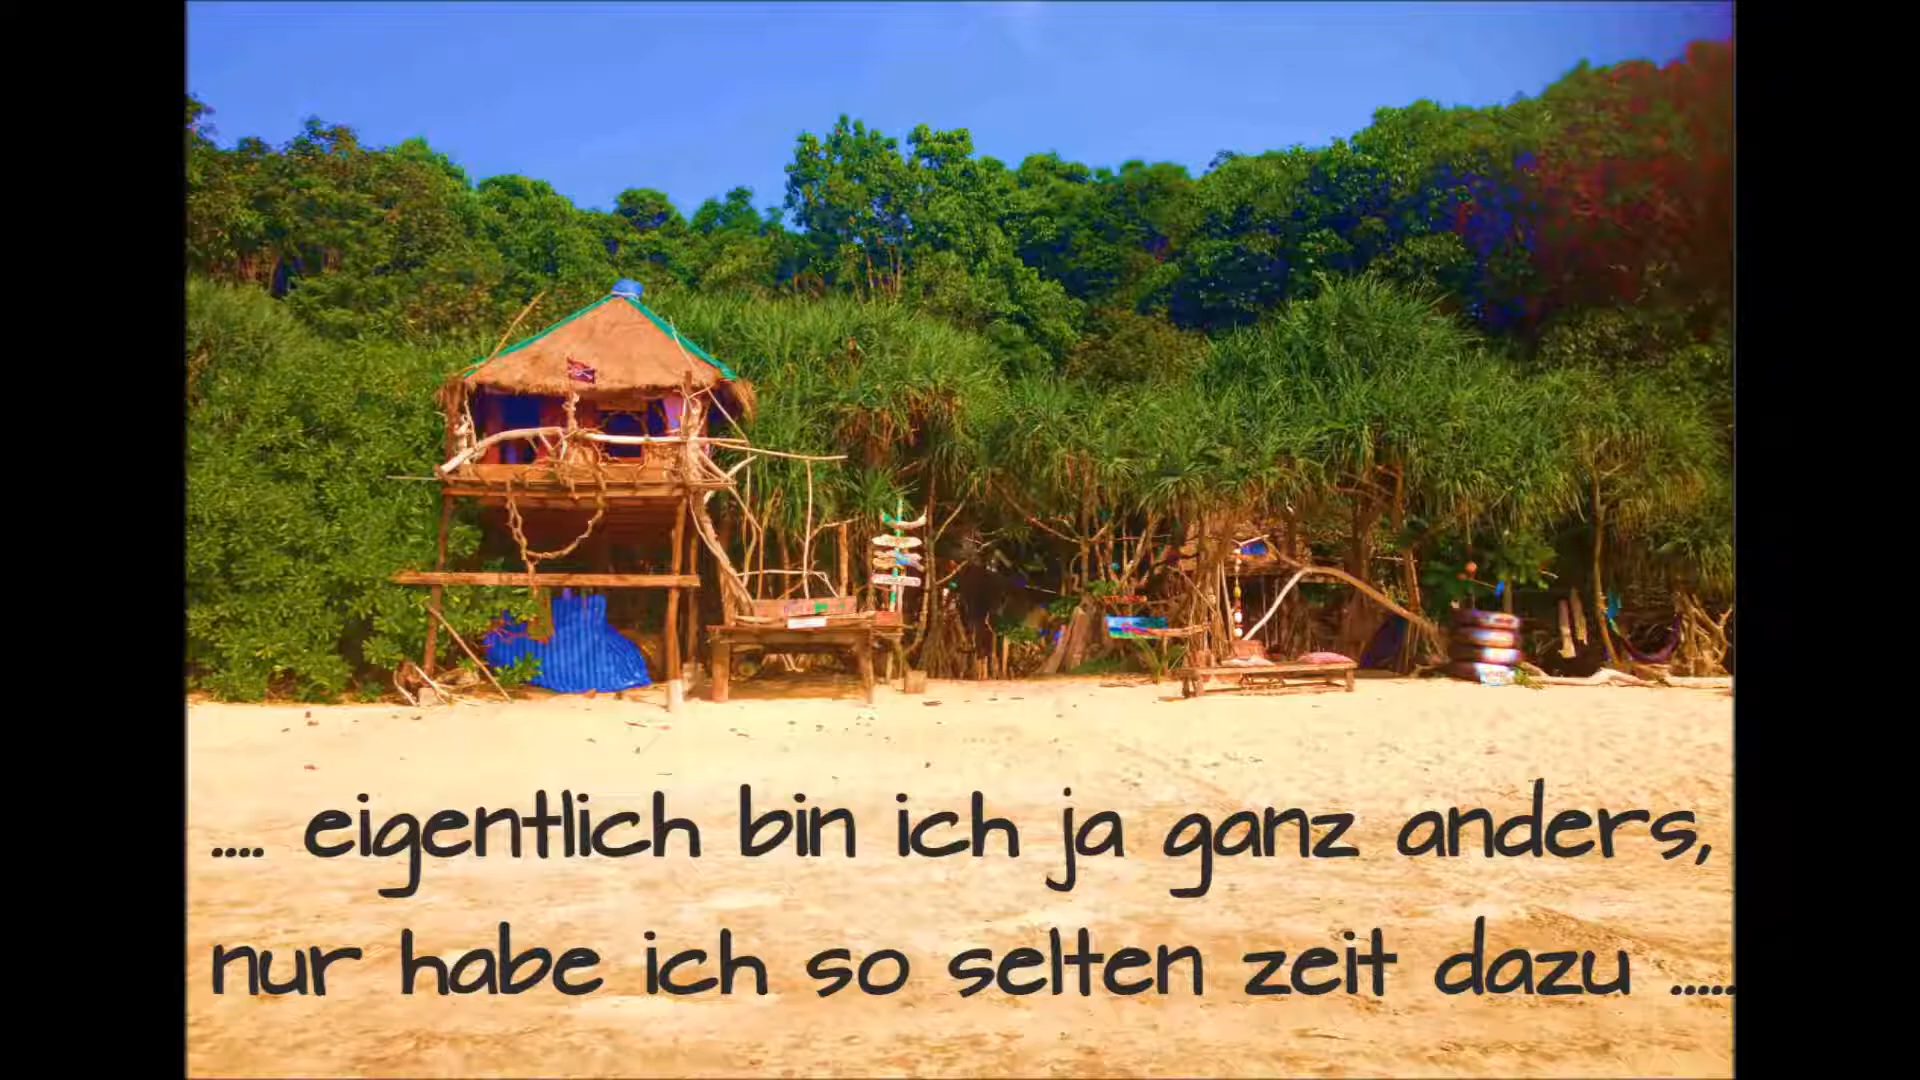 .... eigentlich bin ich ja ganz anders,
nur habe ich so selten zeit dazu .....